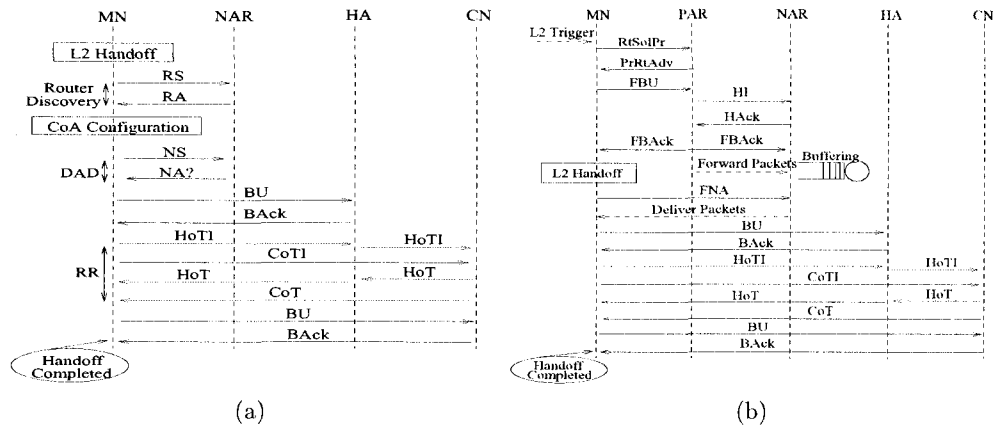 MN NAR HA CN
L2 Handoff
RS
Router
Discovery
RA
CoA Configuration
NS
DAD
NA?
BU
BAck
HoTI
HoTI
CoTI
RR
HoT
HoT
CoT
BU
BAck
Handoff
Completed
(a)
MN PAR NAR HA CN
L2 Trigger
RtSolPr
PrRtAdv
FBU
HI
HAck
FBAck FBAck
Forward Packets
Buffering
L2 Handoff
FNA
Deliver Packets
BU
BAck
HoTI
HoTI
CoTI
HoT
HoT
CoT
BU
BAck
Handoff
Completed
(b)